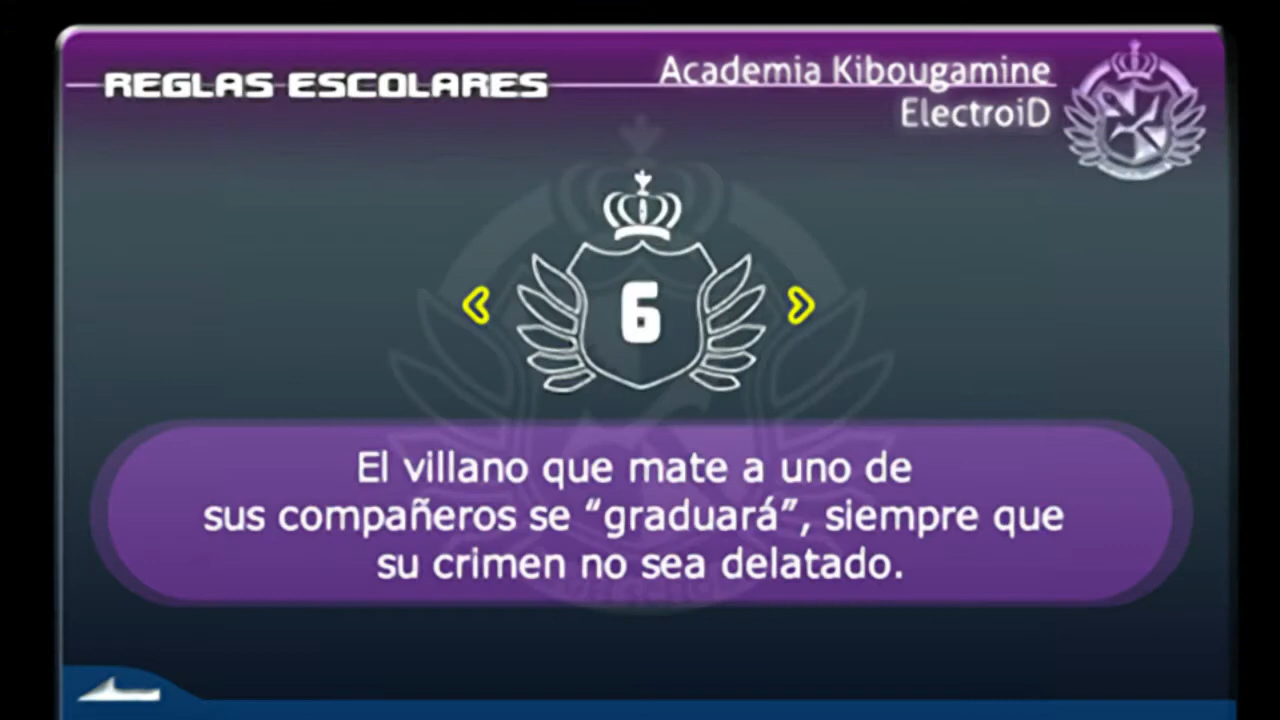 REGLAS ESCOLARES
Academia Kibougamine
ElectroiD
6
El villano que mate a uno de
sus compañeros se “graduará”, siempre que
su crimen no sea delatado.